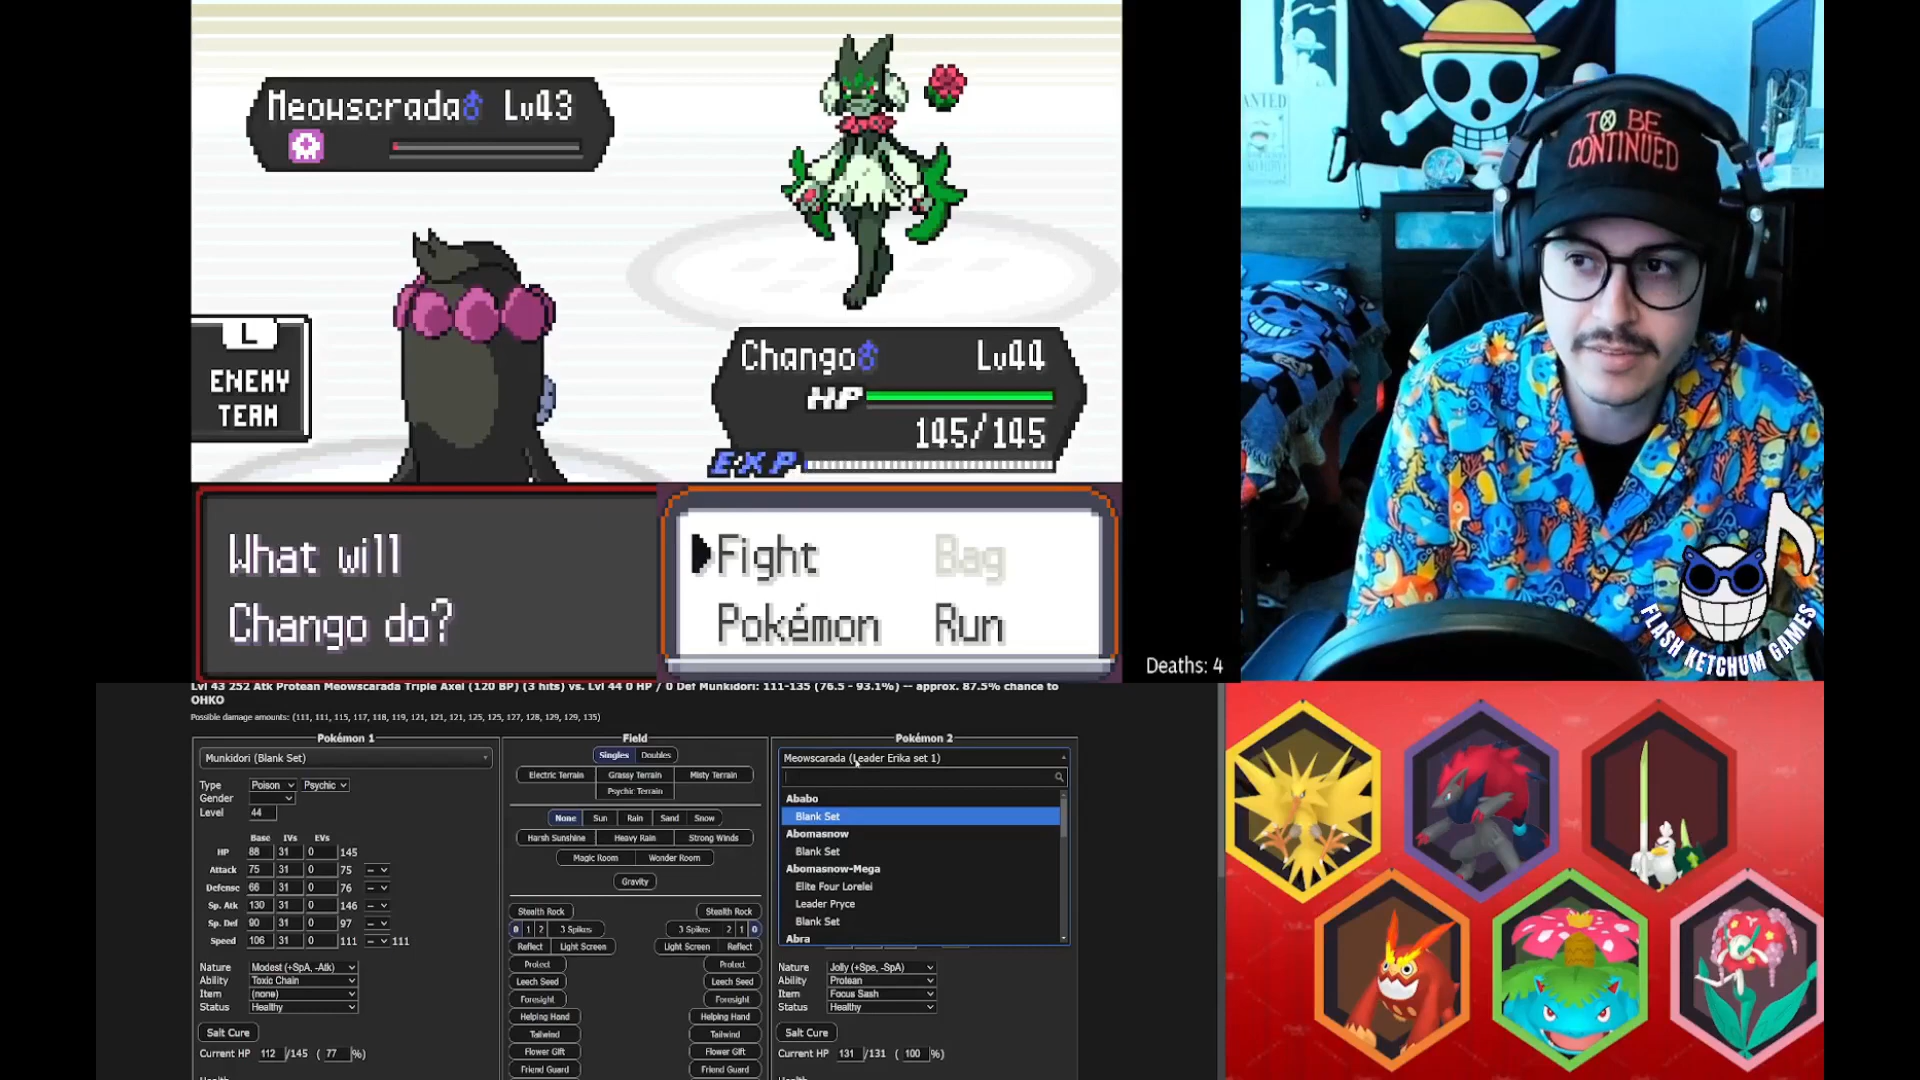 Meowscrada Lv43
L
ENEMY
TEAM
Chango Lv44
HP
145/145
EXP
What will
Chango do?
Fight Bag
Pokémon Run
Deaths: 4
WANTED
TO BE
CONTINUED
FLASH KETCHUM GAMES
Lvl 43 252 Atk Protean Meowscarada Triple Axel (120 BP) (3 hits) vs. Lvl 44 0 HP / 0 Def Munkidori: 111-135 (76.5 - 93.1%) -- approx. 87.5% chance to
OHKO
Possible damage amounts: (111, 111, 115, 117, 118, 119, 121, 121, 121, 125, 125, 127, 128, 129, 129, 135)
Pokémon 1
Munkidori (Blank Set)
Type Poison Psychic
Gender
Level 44
Base IVs EVs
HP 88 31 0 145
Attack 75 31 0 75 --
Defense 66 31 0 76 --
Sp. Atk 130 31 0 146 --
Sp. Def 90 31 0 97 --
Speed 106 31 0 111 -- 111
Nature Modest (+SpA, -Atk)
Ability Toxic Chain
Item (none)
Status Healthy
Salt Cure
Current HP 112 /145 ( 77 %)
Field
Singles Doubles
Electric Terrain Grassy Terrain Misty Terrain
Psychic Terrain
None Sun Rain Sand Snow
Harsh Sunshine Heavy Rain Strong Winds
Magic Room Wonder Room
Gravity
Stealth Rock Stealth Rock
0 1 2 3 Spikes 3 Spikes 2 1 0
Reflect Light Screen Light Screen Reflect
Protect Protect
Leech Seed Leech Seed
Foresight Foresight
Helping Hand Helping Hand
Tailwind Tailwind
Flower Gift Flower Gift
Friend Guard Friend Guard
Pokémon 2
Meowscarada (Leader Erika set 1)
Ababo
Blank Set
Abomasnow
Blank Set
Abomasnow-Mega
Elite Four Lorelei
Leader Pryce
Blank Set
Abra
Nature Jolly (+Spe, -SpA)
Ability Protean
Item Focus Sash
Status Healthy
Salt Cure
Current HP 131 /131 ( 100 %)